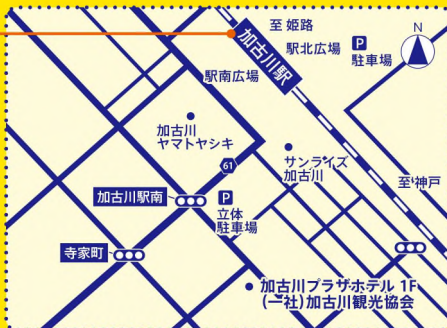 至 姫路
N
駅北広場
P
駐車場
加古川駅
駅南広場
加古川
ヤマトヤシキ
61
サンライズ
加古川
至神戸
加古川駅南
P
立体
駐車場
寺家町
加古川プラザホテル 1F
(一社)加古川観光協会